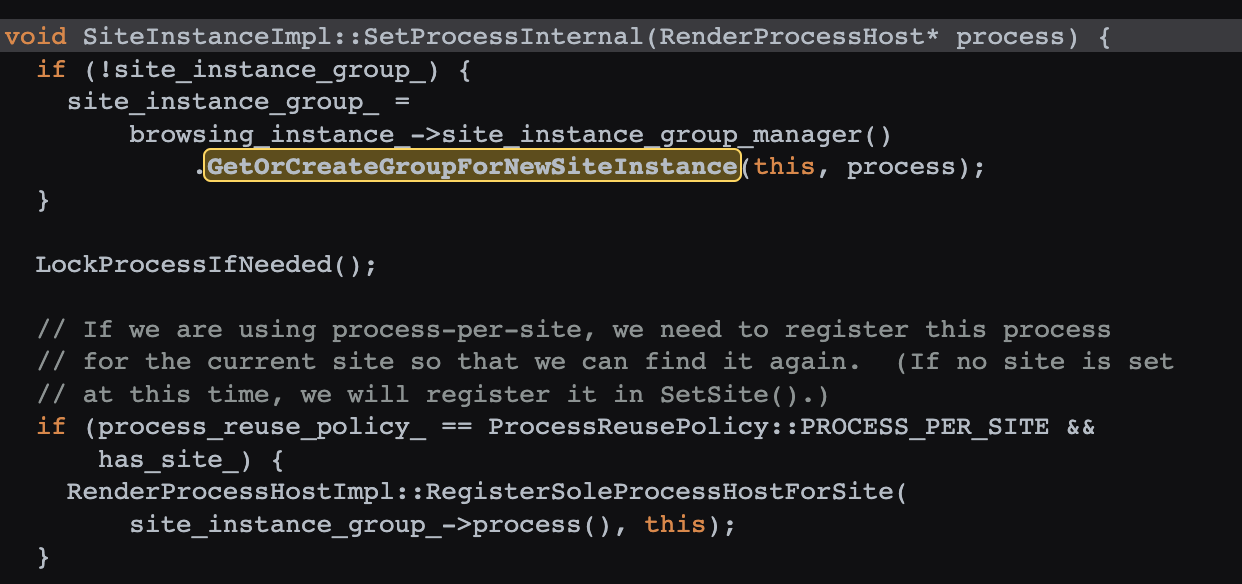 void SiteInstanceImpl::SetProcessInternal(RenderProcessHost* process) {
  if (!site_instance_group_) {
    site_instance_group_ =
        browsing_instance_->site_instance_group_manager()
            .GetOrCreateGroupForNewSiteInstance(this, process);
  }

  LockProcessIfNeeded();

  // If we are using process-per-site, we need to register this process
  // for the current site so that we can find it again.  (If no site is set
  // at this time, we will register it in SetSite().)
  if (process_reuse_policy_ == ProcessReusePolicy::PROCESS_PER_SITE &&
      has_site_) {
    RenderProcessHostImpl::RegisterSoleProcessHostForSite(
        site_instance_group_->process(), this);
  }